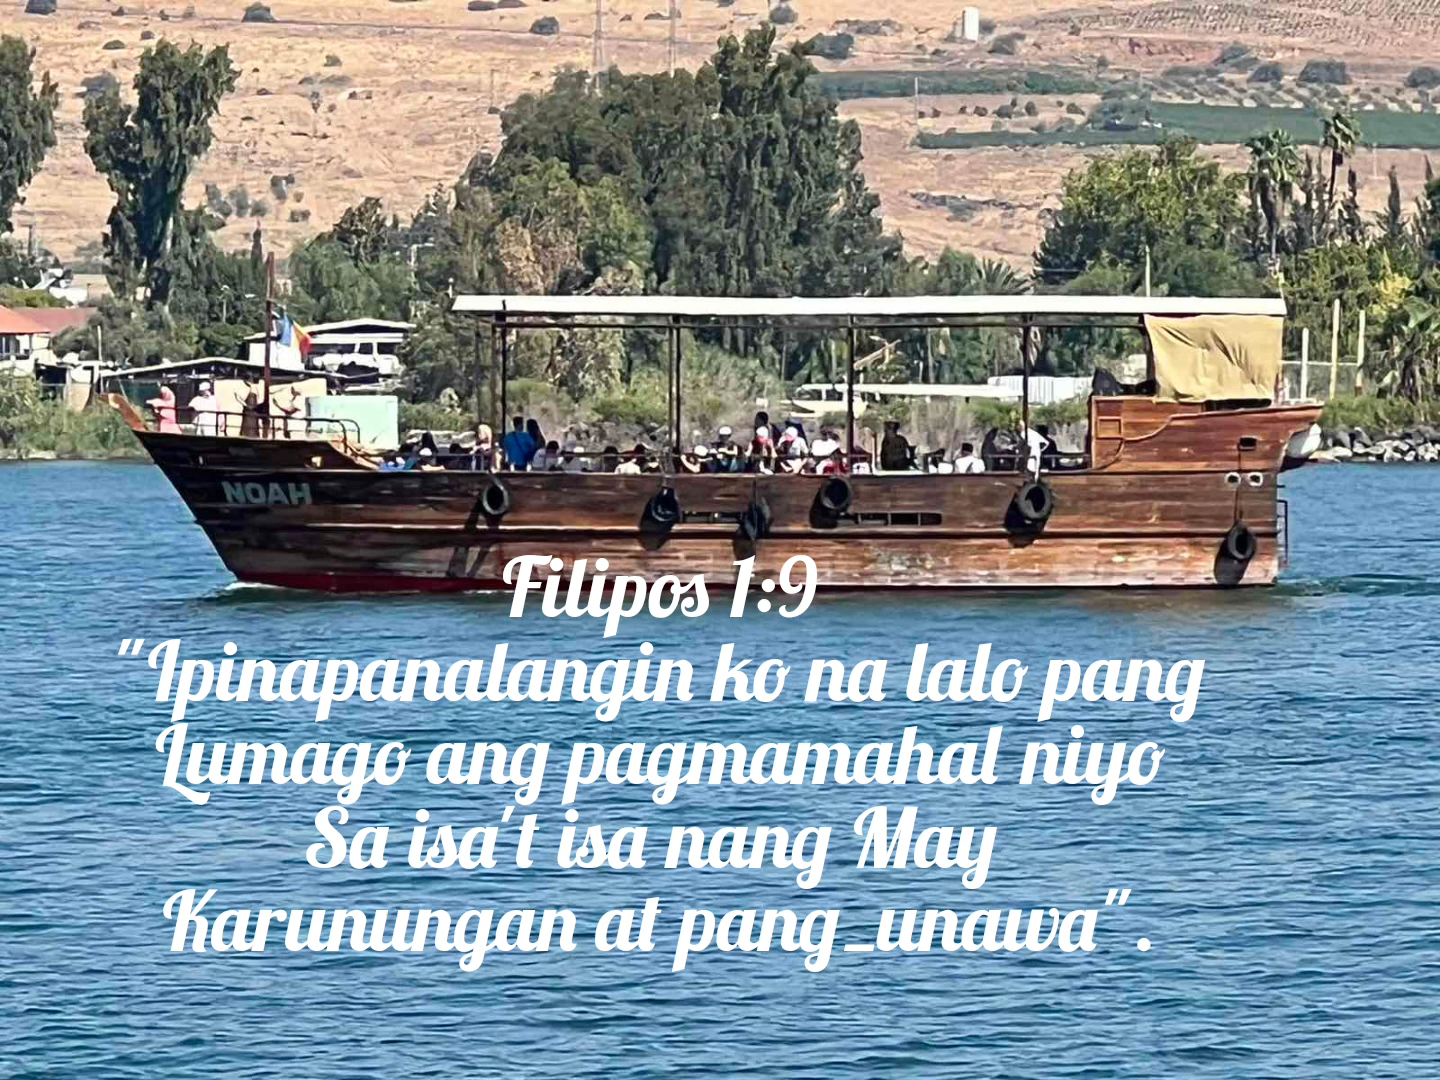 NOAH
Filipos 1:9
"Ipinapanalangin ko na lalo pang
Lumago ang pagmamahal niyo
Sa isa't isa nang May
Karunungan at pang_unawa".